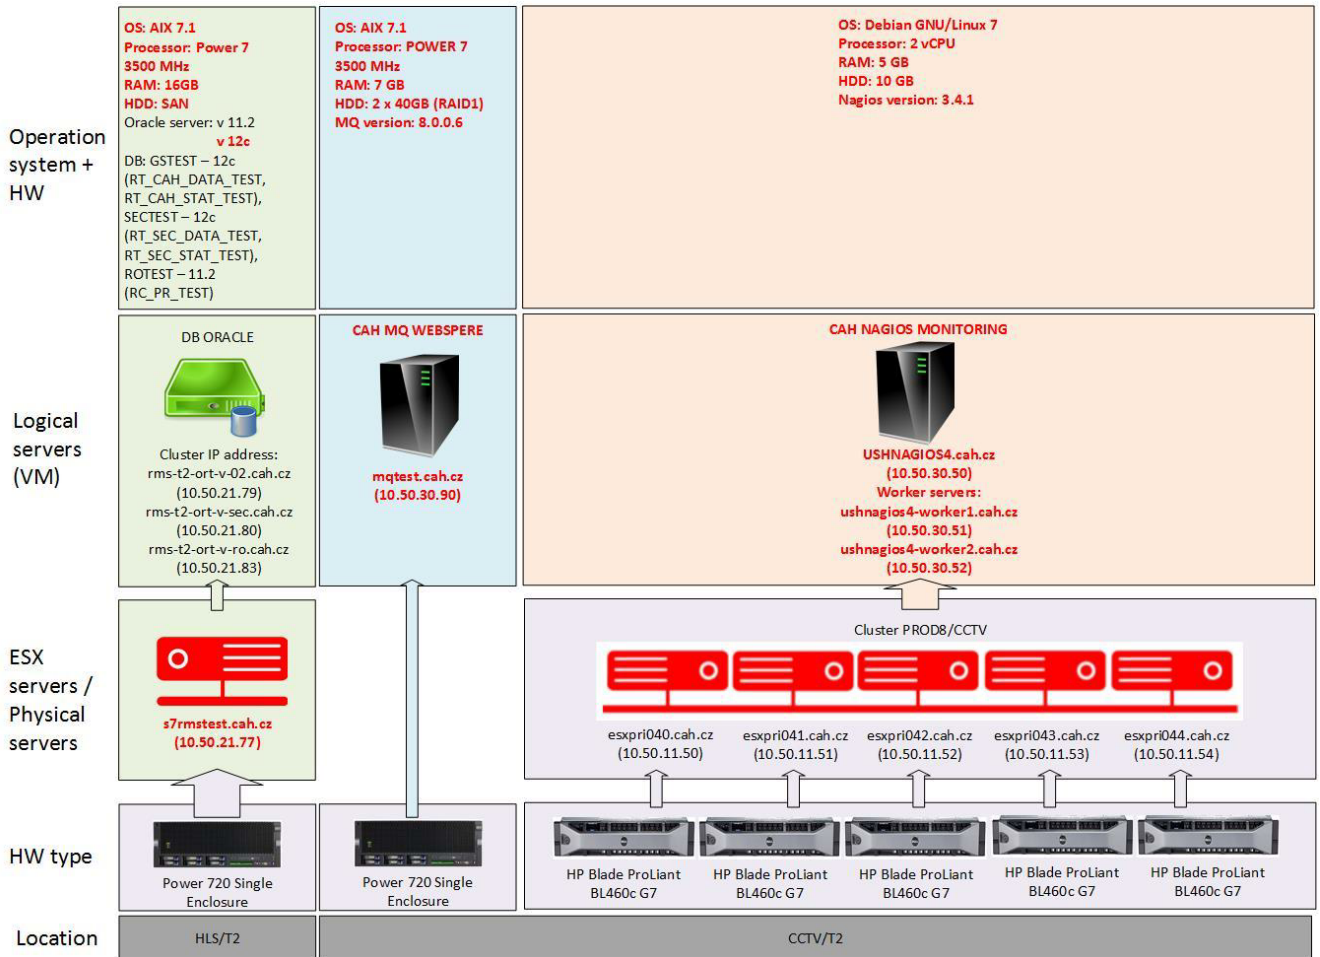 Operation
system +
HW
OS: AIX 7.1
Processor: Power 7
3500 MHz
RAM: 16GB
HDD: SAN
Oracle server: v 11.2
v 12c
DB: GSTEST – 12c
(RT_CAH_DATA_TEST,
RT_CAH_STAT_TEST),
SECTEST – 12c
(RT_SEC_DATA_TEST,
RT_SEC_STAT_TEST),
ROTEST – 11.2
(RC_PR_TEST)
OS: AIX 7.1
Processor: POWER 7
3500 MHz
RAM: 7 GB
HDD: 2 x 40GB (RAID1)
MQ version: 8.0.0.6
OS: Debian GNU/Linux 7
Processor: 2 vCPU
RAM: 5 GB
HDD: 10 GB
Nagios version: 3.4.1
Logical
servers
(VM)
DB ORACLE
Cluster IP address:
rms-t2-ort-v-02.cah.cz
(10.50.21.79)
rms-t2-ort-v-sec.cah.cz
(10.50.21.80)
rms-t2-ort-v-ro.cah.cz
(10.50.21.83)
CAH MQ WEBSPERE
mqtest.cah.cz
(10.50.30.90)
CAH NAGIOS MONITORING
USHNAGIOS4.cah.cz
(10.50.30.50)
Worker servers:
ushnagios4-worker1.cah.cz
(10.50.30.51)
ushnagios4-worker2.cah.cz
(10.50.30.52)
ESX
servers /
Physical
servers
s7rmstest.cah.cz
(10.50.21.77)
Cluster PROD8/CCTV
esxpri040.cah.cz
(10.50.11.50)
esxpri041.cah.cz
(10.50.11.51)
esxpri042.cah.cz
(10.50.11.52)
esxpri043.cah.cz
(10.50.11.53)
esxpri044.cah.cz
(10.50.11.54)
HW type
Power 720 Single
Enclosure
Power 720 Single
Enclosure
HP Blade ProLiant
BL460c G7
HP Blade ProLiant
BL460c G7
HP Blade ProLiant
BL460c G7
HP Blade ProLiant
BL460c G7
HP Blade ProLiant
BL460c G7
Location
HLS/T2
CCTV/T2